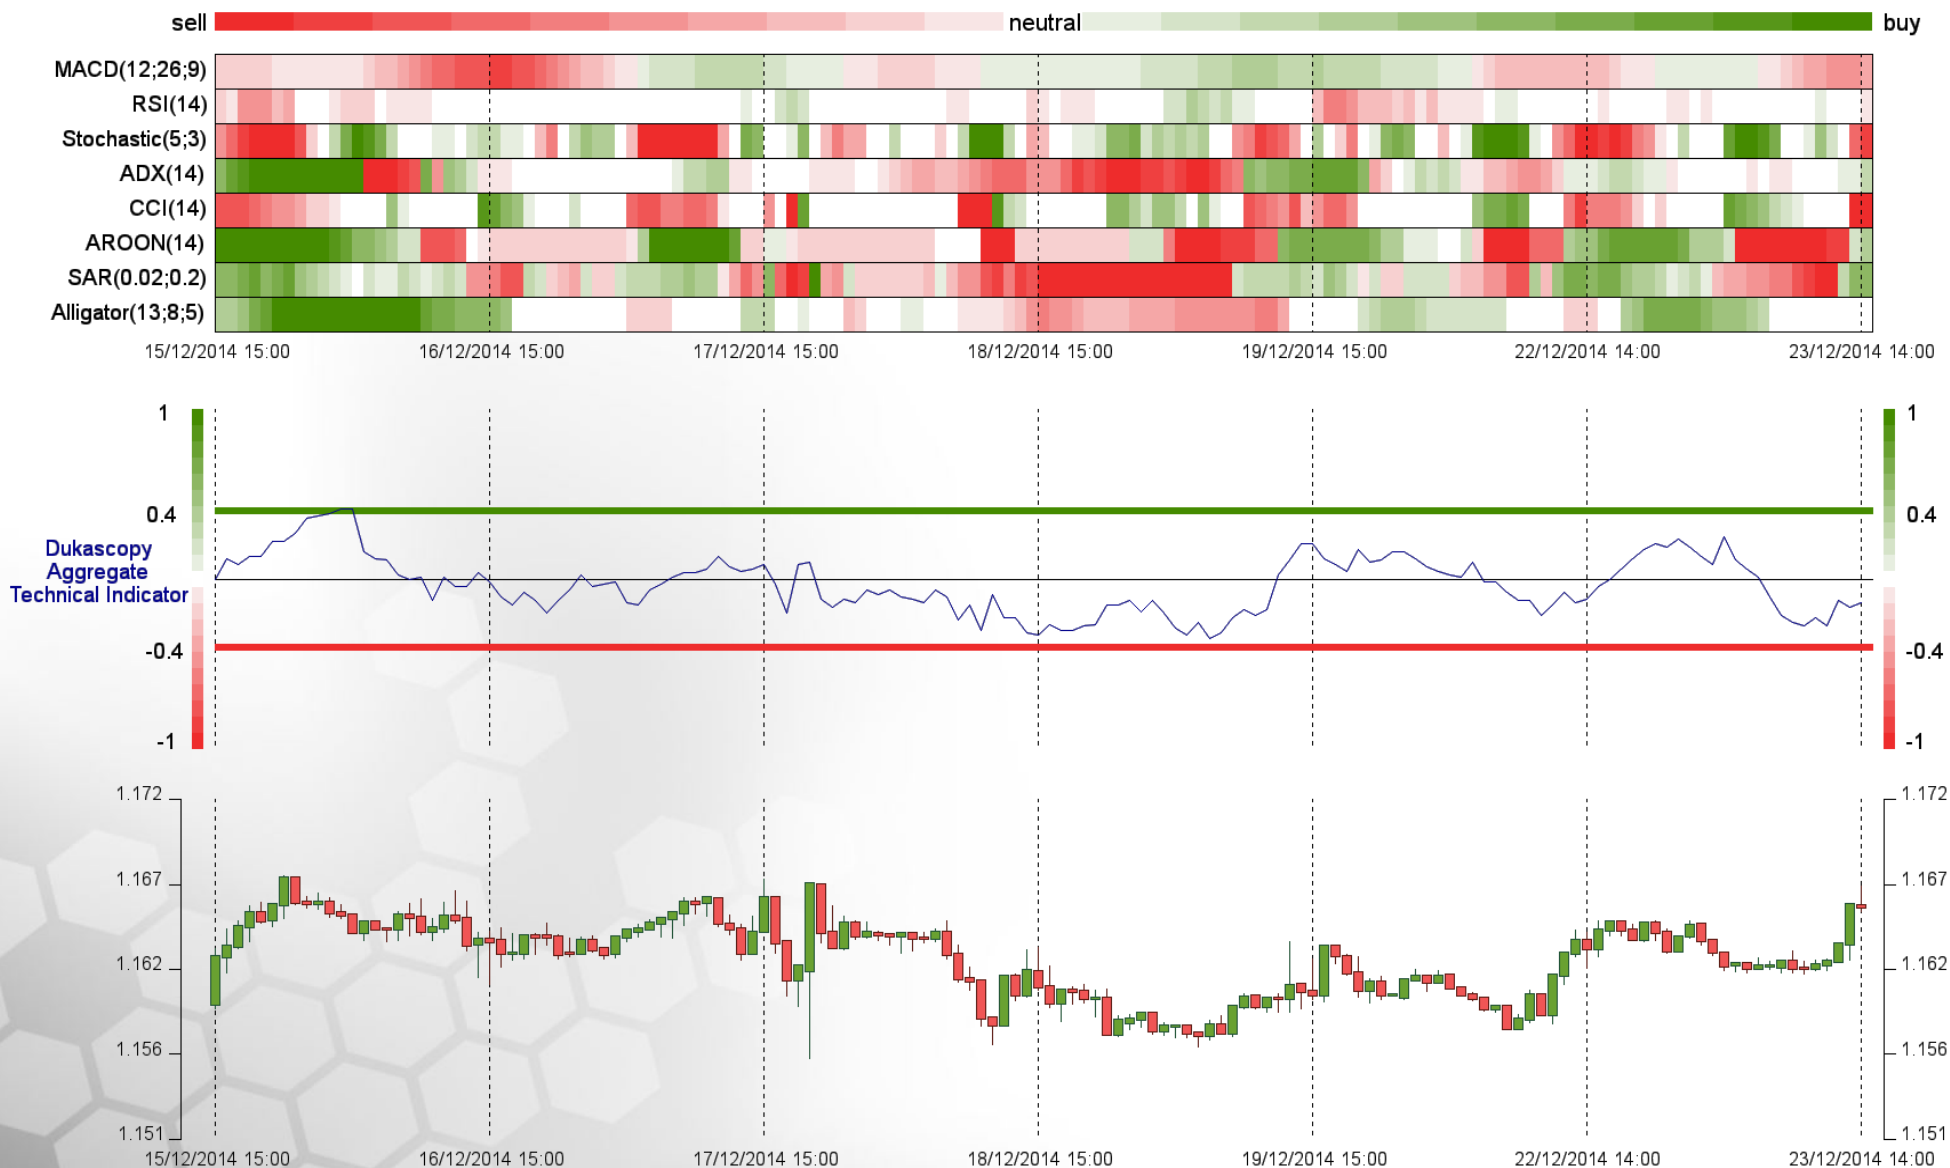 sell neutral buy
MACD(12;26;9)
RSI(14)
Stochastic(5;3)
ADX(14)
CCI(14)
AROON(14)
SAR(0.02;0.2)
Alligator(13;8;5)
15/12/2014 15:00 16/12/2014 15:00 17/12/2014 15:00 18/12/2014 15:00 19/12/2014 15:00 22/12/2014 14:00 23/12/2014 14:00
1 1
0.4 0.4
Dukascopy
Aggregate
Technical Indicator
-0.4 -0.4
-1 -1
1.172 1.172
1.167 1.167
1.162 1.162
1.156 1.156
1.151 1.151
15/12/2014 15:00 16/12/2014 15:00 17/12/2014 15:00 18/12/2014 15:00 19/12/2014 15:00 22/12/2014 14:00 23/12/2014 14:00